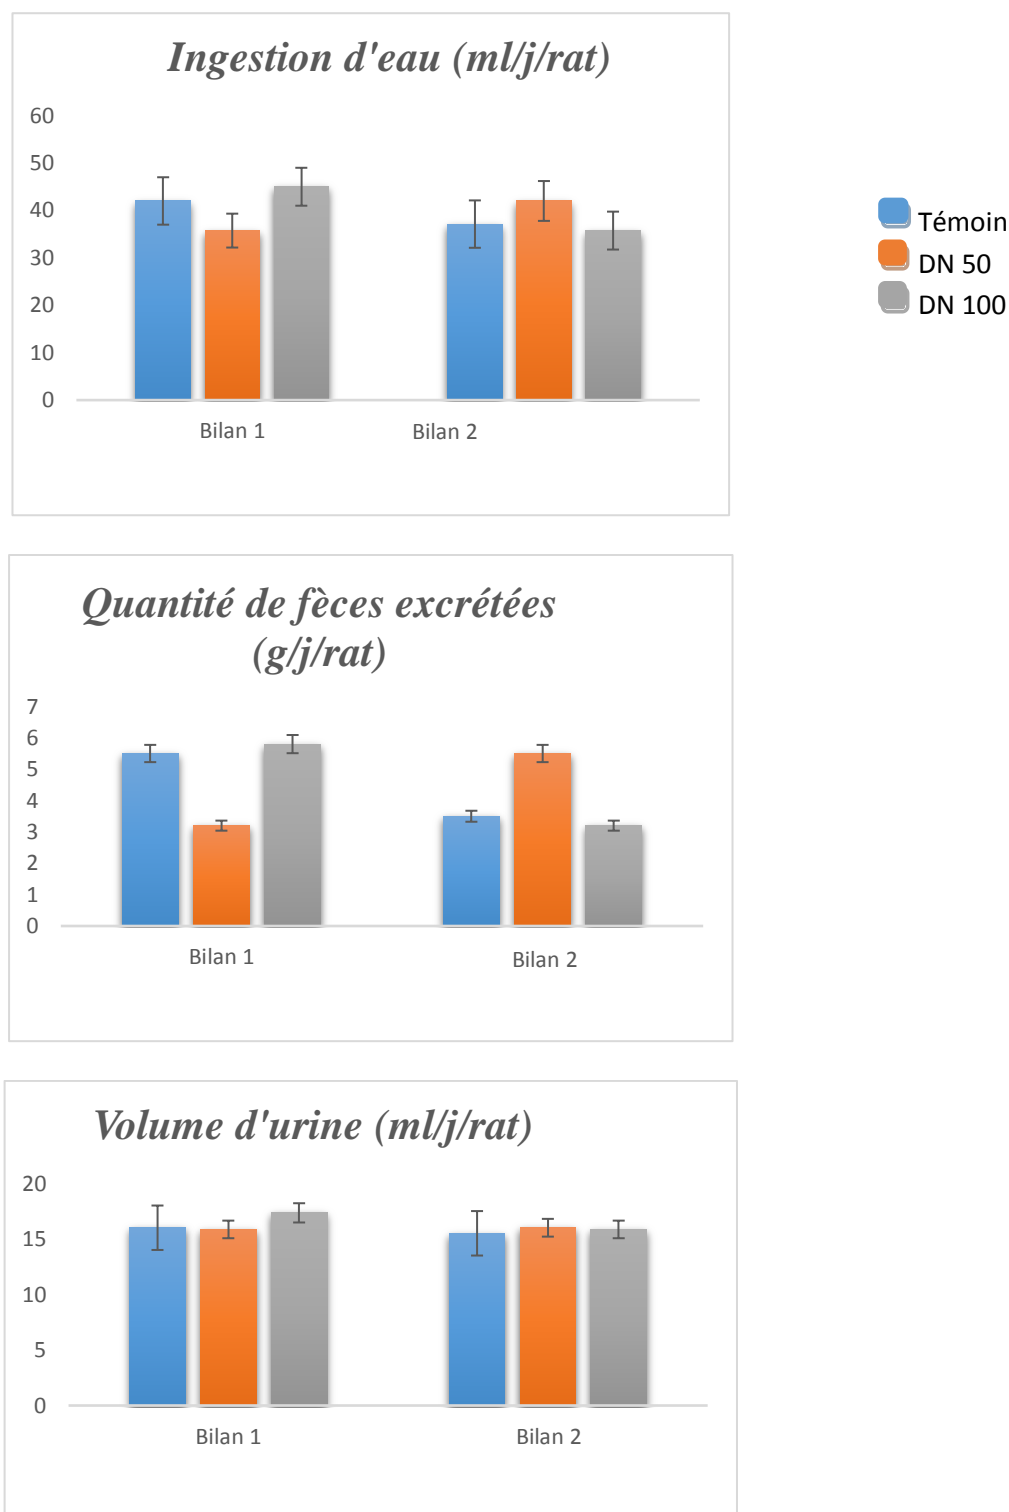 Ingestion d'eau (ml/j/rat)
60
50
40
30
20
10
0
Bilan 1 Bilan 2
Témoin
DN 50
DN 100
Quantité de fèces excrétées
(g/j/rat)
7
6
5
4
3
2
1
0
Bilan 1 Bilan 2
Volume d'urine (ml/j/rat)
20
15
10
5
0
Bilan 1 Bilan 2